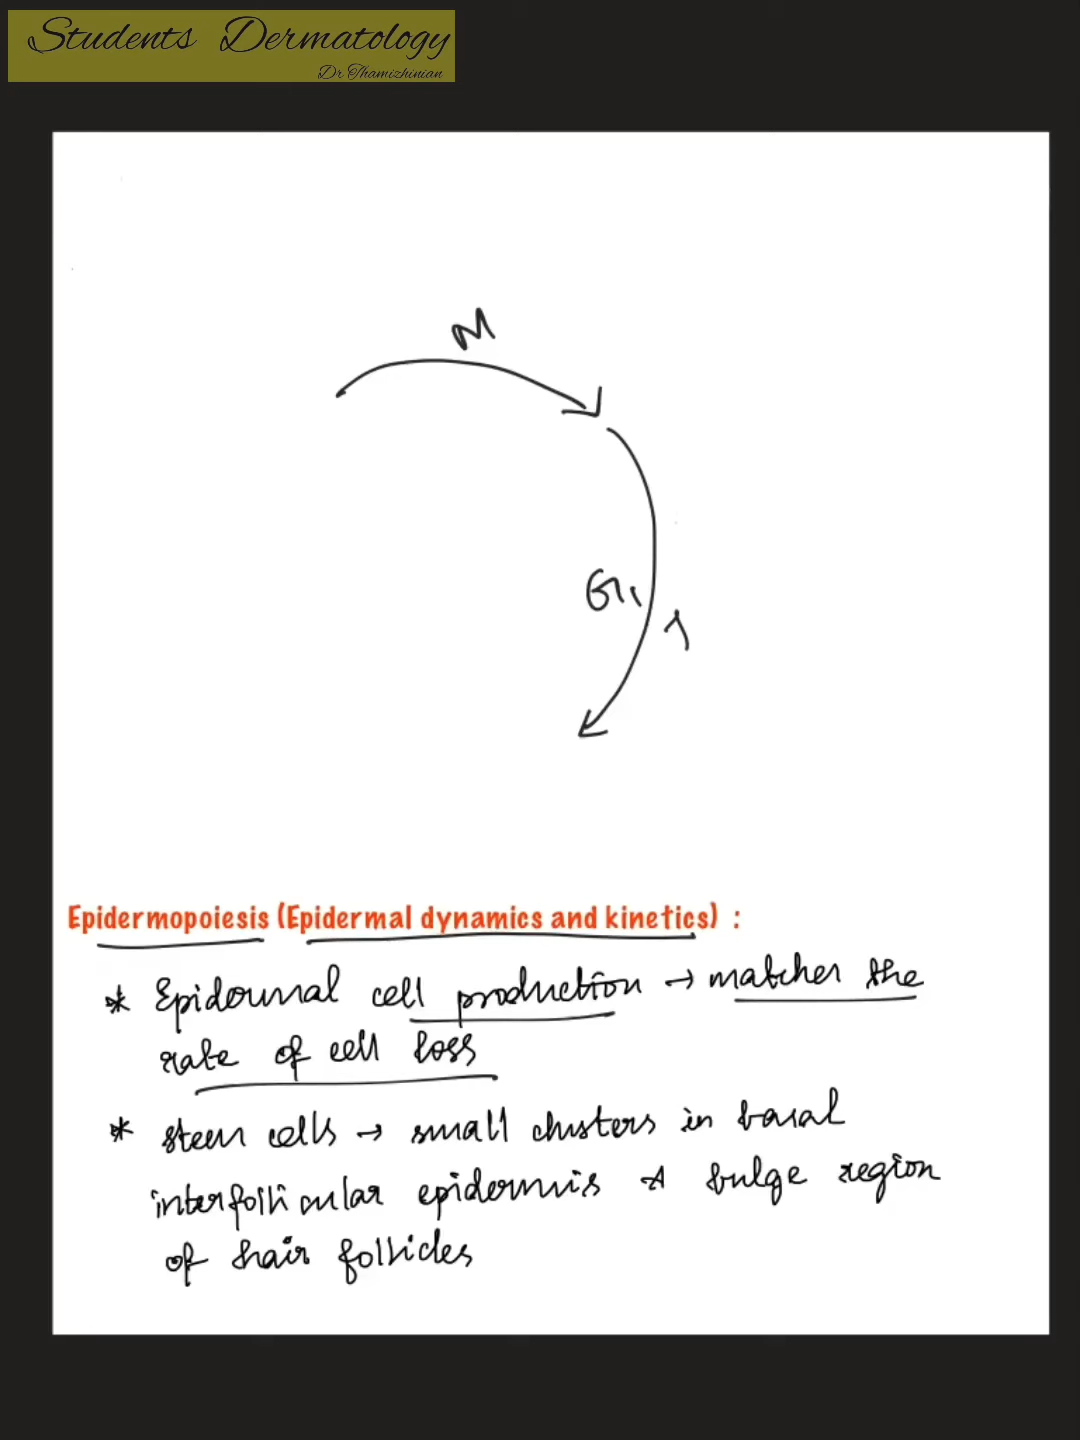 Students Dermatology
Dr Thamizhinian
M
G1
Epidermopoiesis (Epidermal dynamics and kinetics) :
* Epidermal cell production → matches the
rate of cell loss
* stem cells → small clusters in basal
interfollicular epidermis & bulge region
of hair follicles